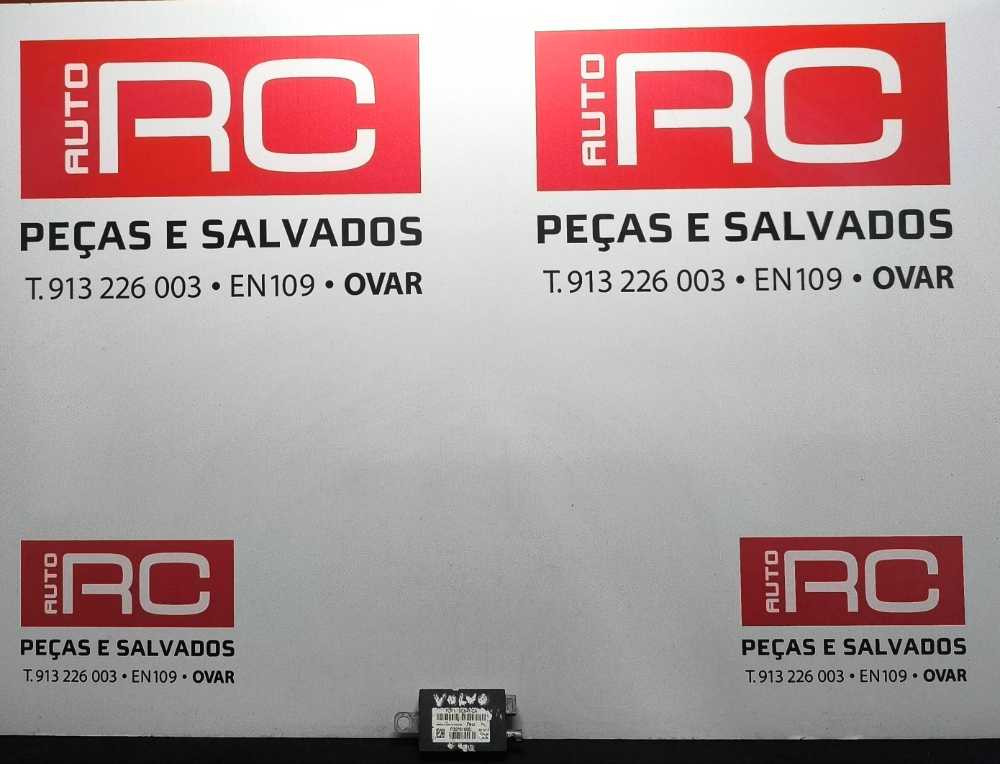 AUTO RC
PEÇAS E SALVADOS
T. 913 226 003 • EN109 • OVAR
AUTO RC
PEÇAS E SALVADOS
T. 913 226 003 • EN109 • OVAR
AUTO RC
PEÇAS E SALVADOS
T. 913 226 003 • EN109 • OVAR
AUTO RC
PEÇAS E SALVADOS
T. 913 226 003 • EN109 • OVAR
VOLVO